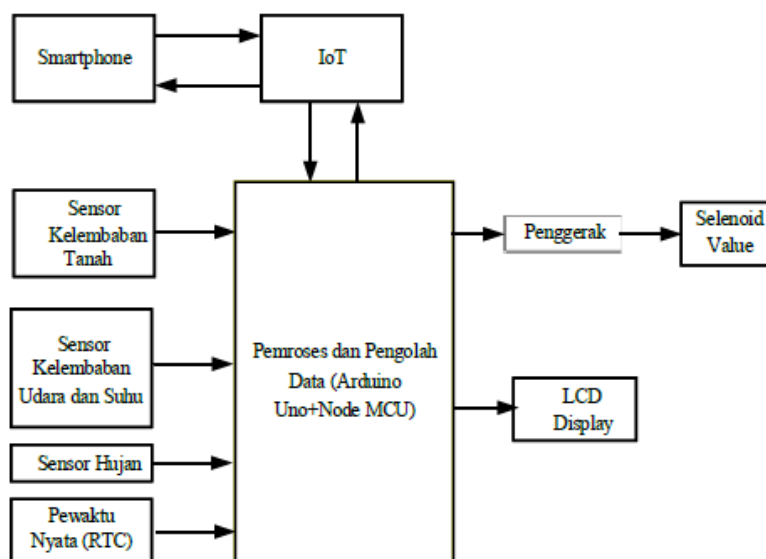 Smartphone
IoT
Sensor
Kelembaban
Tanah
Penggerak
Selenoid
Value
Sensor
Kelembaban
Udara dan Suhu
Pemroses dan Pengolah
Data (Arduino
Uno+Node MCU)
LCD
Display
Sensor Hujan
Pewaktu
Nyata (RTC)